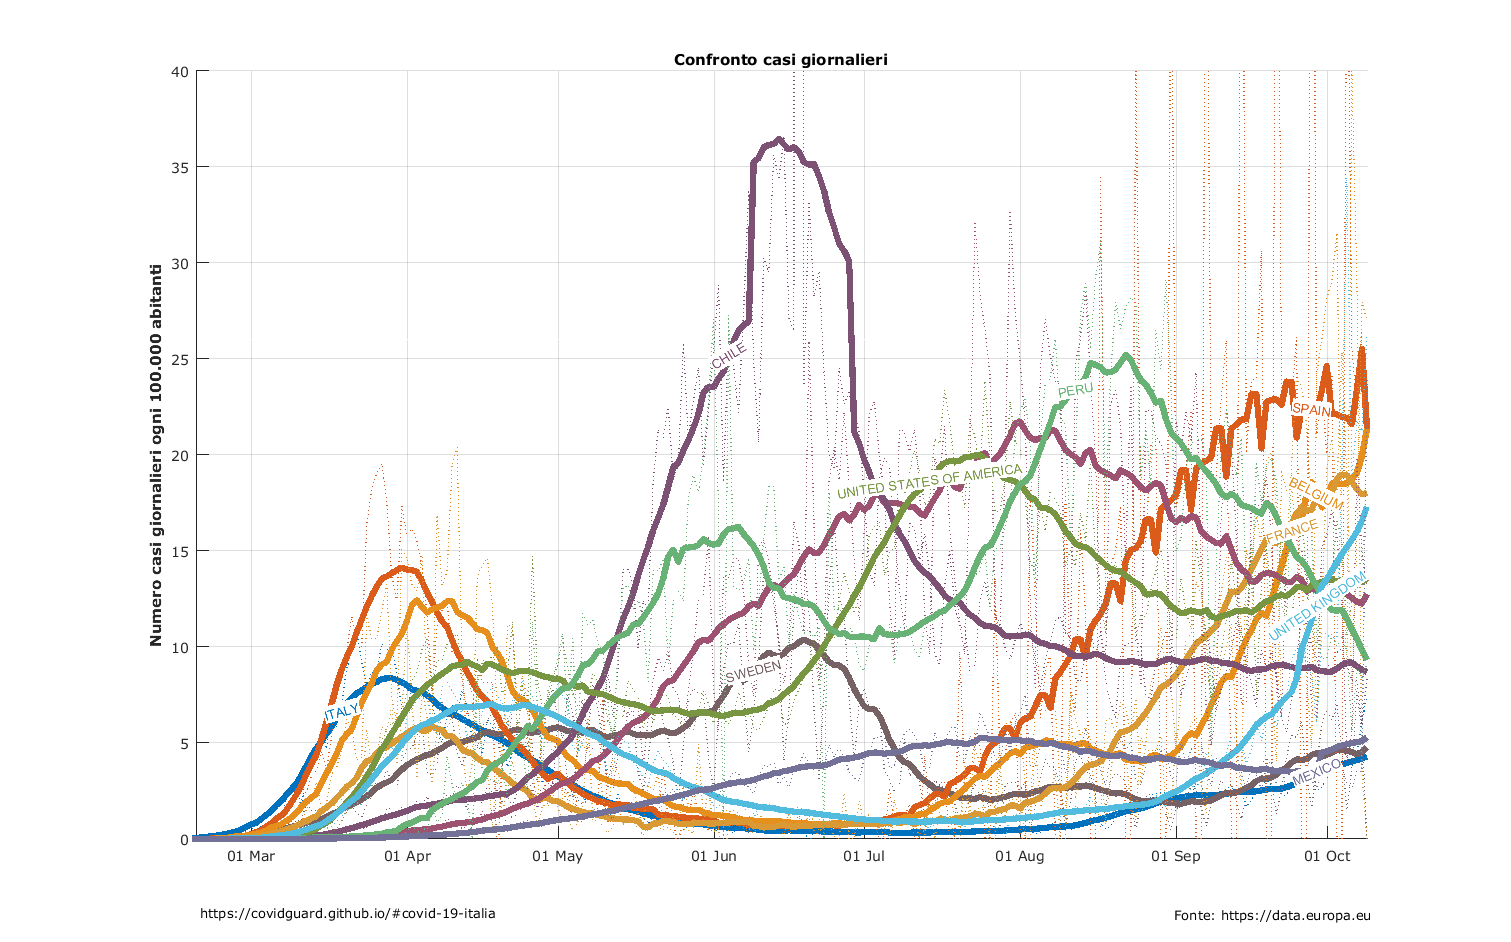 Confronto casi giornalieri
Numero casi giornalieri ogni 100.000 abitanti
40
35
30
25
20
15
10
5
0
CHILE
PERU
SPAIN
UNITED STATES OF AMERICA
BELGIUM
FRANCE
UNITED KINGDOM
SWEDEN
ITALY
MEXICO
01 Mar 01 Apr 01 May 01 Jun 01 Jul 01 Aug 01 Sep 01 Oct
https://covidguard.github.io/#covid-19-italia
Fonte: https://data.europa.eu